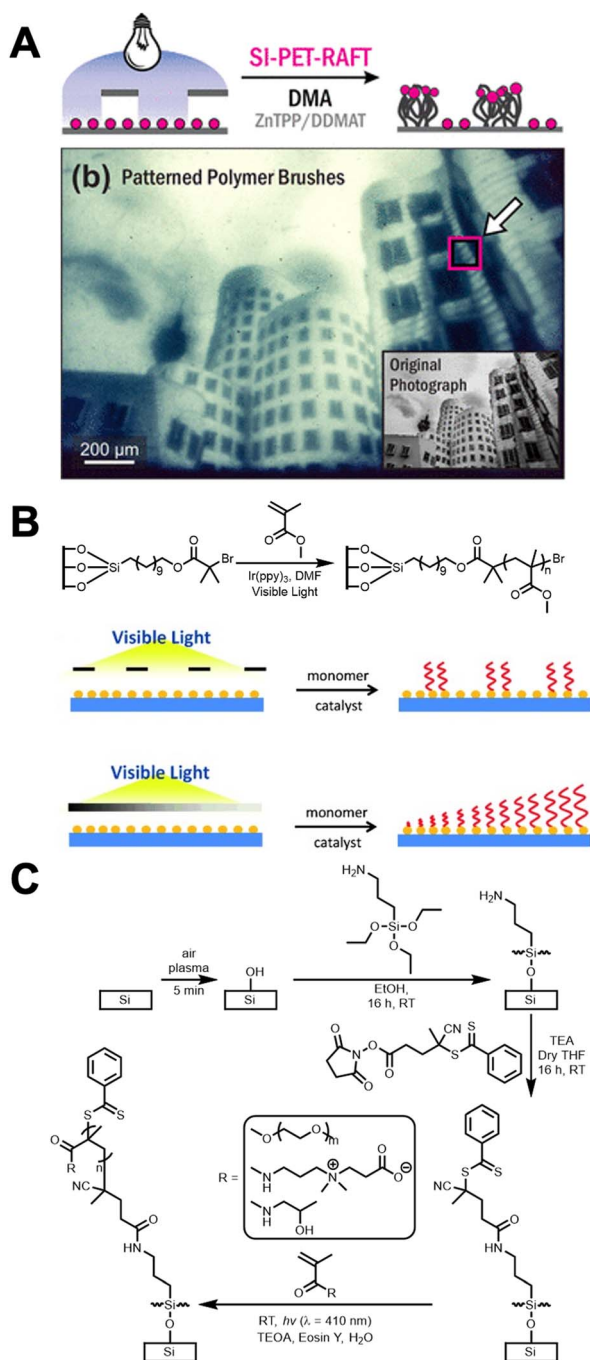 A
SI-PET-RAFT
DMA
ZnTPP/DDMAT
(b) Patterned Polymer Brushes
Original
Photograph
200 µm
B
O
O
O
Si
9
O
O
Br
O
O
Ir(ppy)3, DMF
Visible Light
O
O
O
Si
9
O
O
n
Br
O
O
Visible Light
monomer
catalyst
Visible Light
monomer
catalyst
C
H2N
O
Si
O
O
H2N
Si
O
Si
air
plasma
5 min
Si
OH
Si
EtOH,
16 h, RT
O
N
O
O
O
CN
S
S
TEA
Dry THF
16 h, RT
S
S
O
R
n
NC
O
HN
Si
O
Si
R =
O
O
m
N
H
N
⊕
O
O
⊖
N
H
OH
O
R
RT, hv (λ = 410 nm)
TEOA, Eosin Y, H2O
S
S
NC
O
HN
Si
O
Si